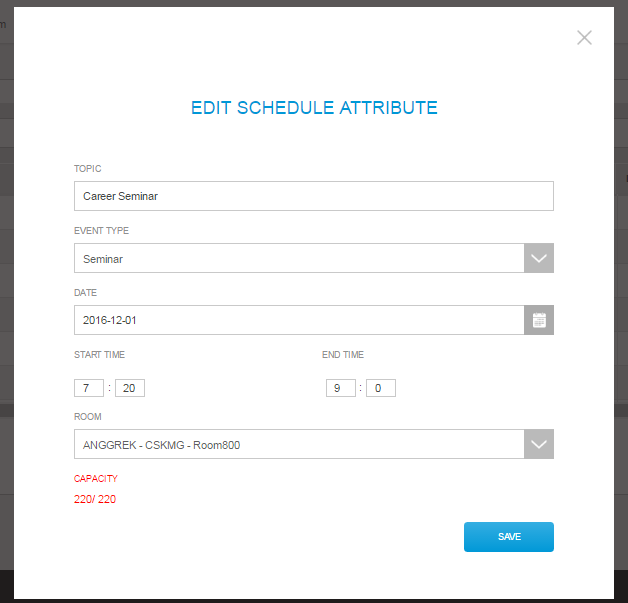 EDIT SCHEDULE ATTRIBUTE
TOPIC
Career Seminar
EVENT TYPE
Seminar
DATE
2016-12-01
START TIME END TIME
7 : 20 9 : 0
ROOM
ANGGREK - CSKMG - Room800
CAPACITY
220/ 220
SAVE